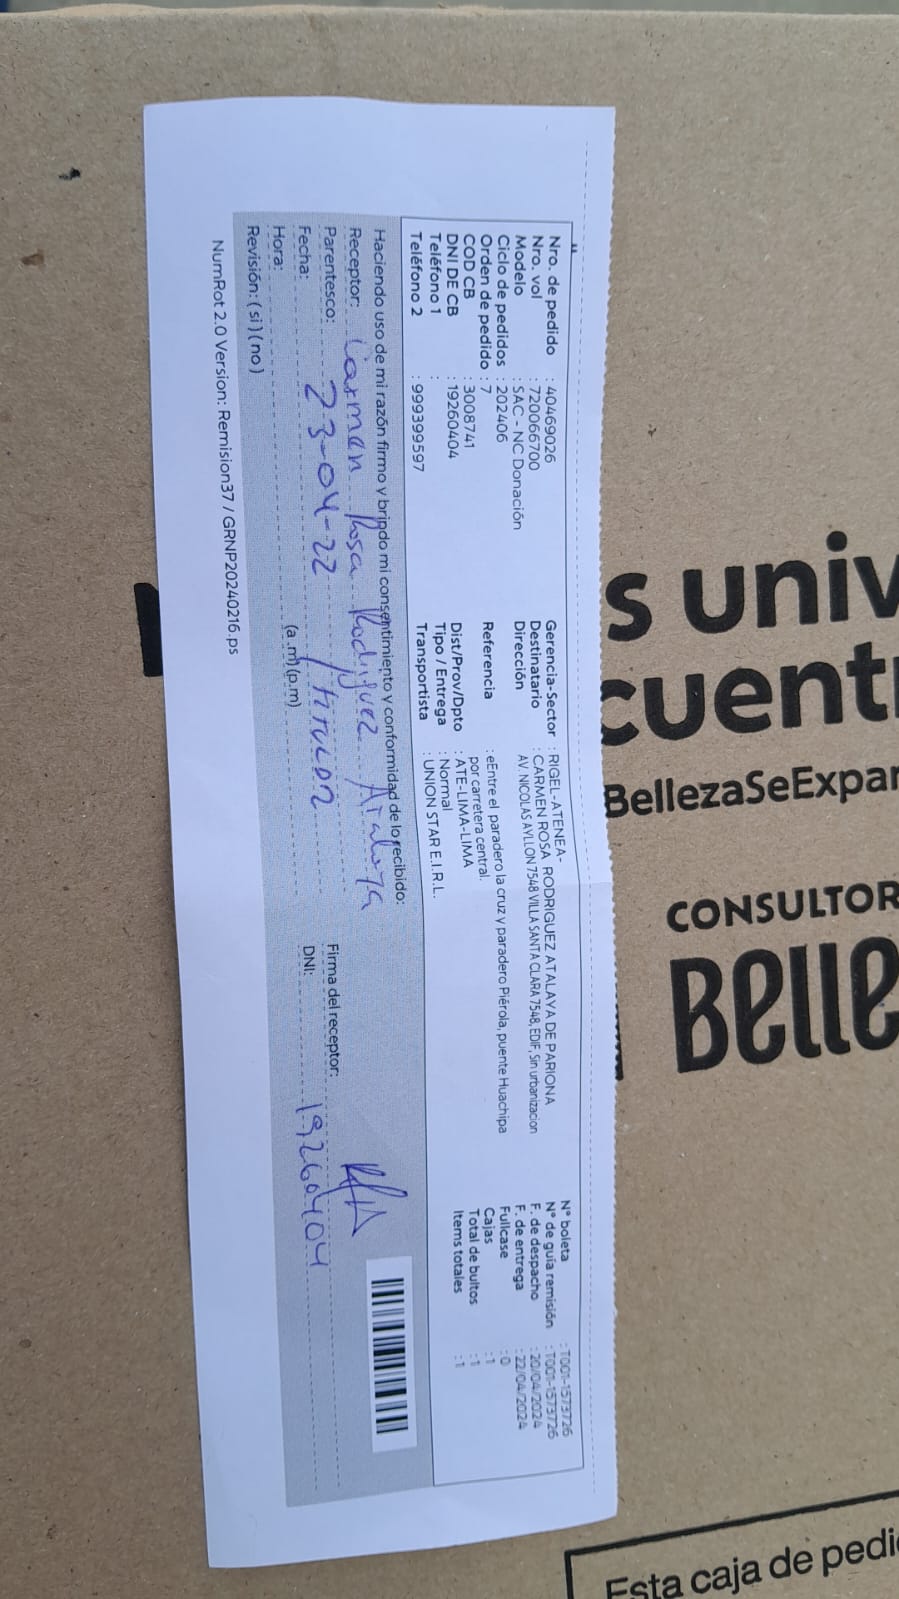 Nro. de pedido : 40469026
Nro. vol : 720066700
Modelo : SAC - NC Donación
Ciclo de pedidos : 202406
Orden de pedido : 7
COD CB : 3008741
DNI DE CB : 19260404
Teléfono 1 :
Teléfono 2 : 999399597
Gerencia-Sector : RIGEL-ATENEA-
Destinatario : CARMEN ROSA RODRIGUEZ ATALAYA DE PARIONA
Dirección AV. NICOLAS AYLLON 7548 VILLA SANTA CLARA 7548, EDIF, Sin urbanizacion
Referencia : eEntre el paradero la cruz y paradero Piérola, puente Huachipa
por carretera central.
Dist/Prov/Dpto : ATE-LIMA-LIMA
Tipo / Entrega : Normal
Transportista : UNION STAR E.I.R.L.
N° boleta : T001-1573726
N° de guía remisión : T001-1573726
F. de despacho : 20/04/2024
F. de entrega : 22/04/2024
Fullcase : 0
Cajas : 1
Total de bultos : 1
Items totales : 1
Haciendo uso de mi razón firmo y brindo mi consentimiento y conformidad de lo recibido:
Receptor: Carmen Rosa Rodriguez Atalaya
Parentesco:
Fecha: 23-04-22
Hora: (a.m) (p.m)
Revisión: (si) (no)
Firma del receptor:
DNI: 19260404
NumRot 2.0 Version: Remision37 / GRNP20240216.ps
s univ
cuent
BellezaSeExpan
CONSULTOR
Belle
Esta caja de pedi